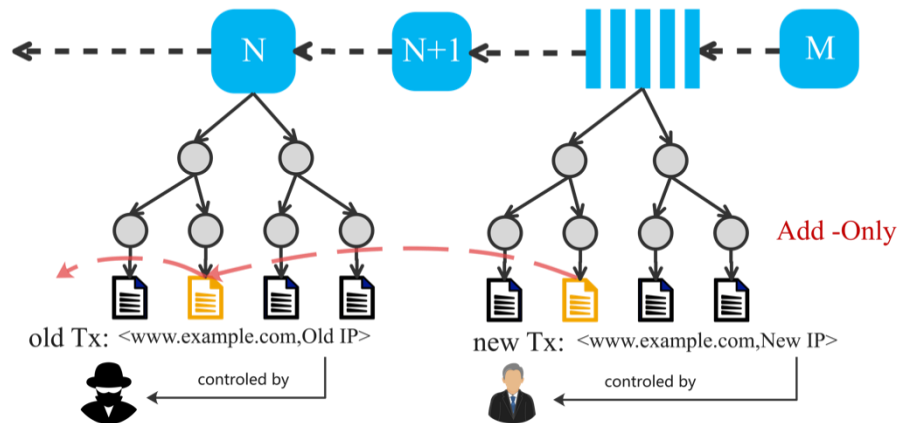 N
N+1
M
Add -Only
old Tx: <www.example.com,Old IP>
new Tx: <www.example.com,New IP>
controled by
controled by